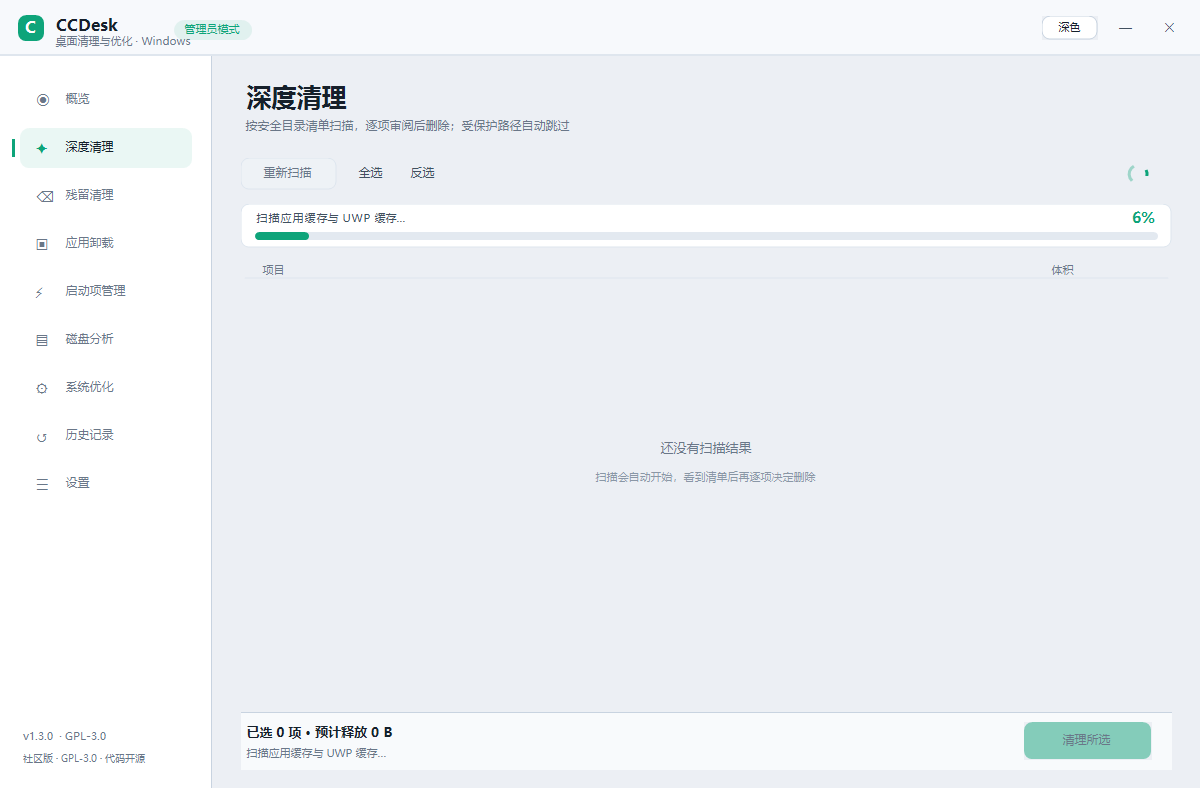 C
CCDesk
管理员模式
桌面清理与优化 · Windows
深色
概览
深度清理
残留清理
应用卸载
启动项管理
磁盘分析
系统优化
历史记录
设置
v1.3.0 · GPL-3.0
社区版 · GPL-3.0 · 代码开源
深度清理
按安全目录清单扫描，逐项审阅后删除；受保护路径自动跳过
重新扫描 全选 反选
扫描应用缓存与 UWP 缓存... 6%
项目 体积
还没有扫描结果
扫描会自动开始，看到清单后再逐项决定删除
已选 0 项 • 预计释放 0 B
扫描应用缓存与 UWP 缓存...
清理所选